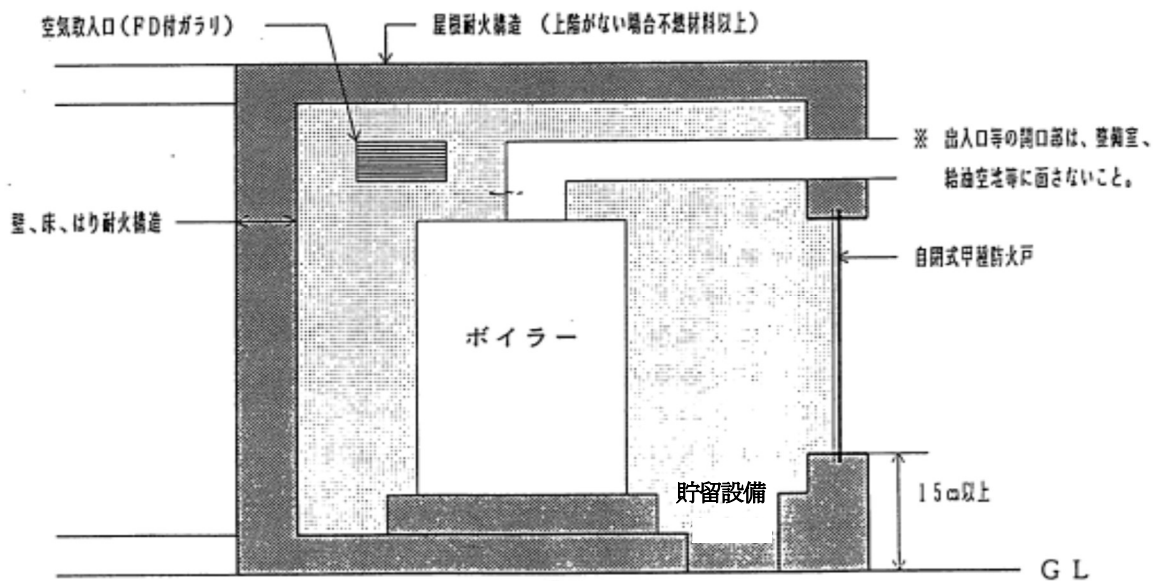 空気取入口(FD付ガラリ)
屋根耐火構造 (上階がない場合不燃材料以上)
※ 出入口等の開口部は、整備室、
給油空地等に面さないこと。
壁、床、はり耐火構造
自閉式甲種防火戸
ボイラー
貯留設備
15㎝以上
GL